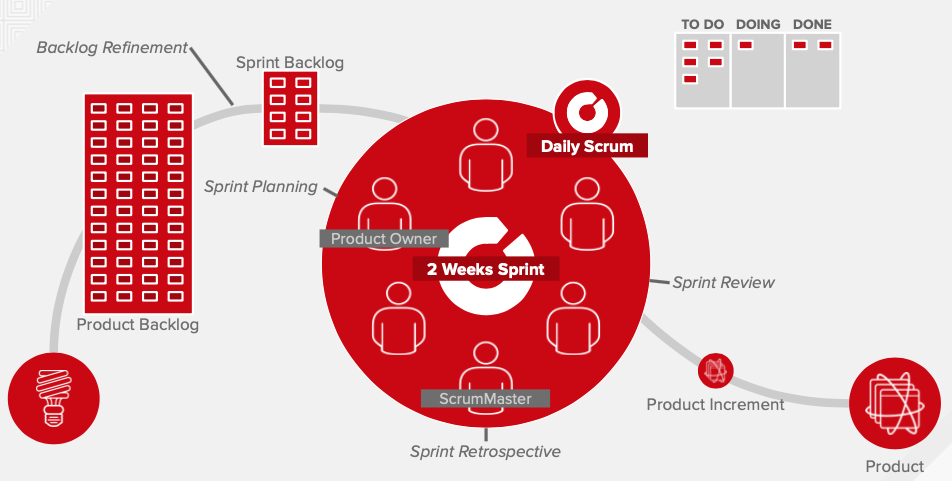 TO DO DOING DONE
Backlog Refinement
Sprint Backlog
Daily Scrum
Sprint Planning
Product Owner
2 Weeks Sprint
Sprint Review
Product Backlog
ScrumMaster
Product Increment
Sprint Retrospective
Product